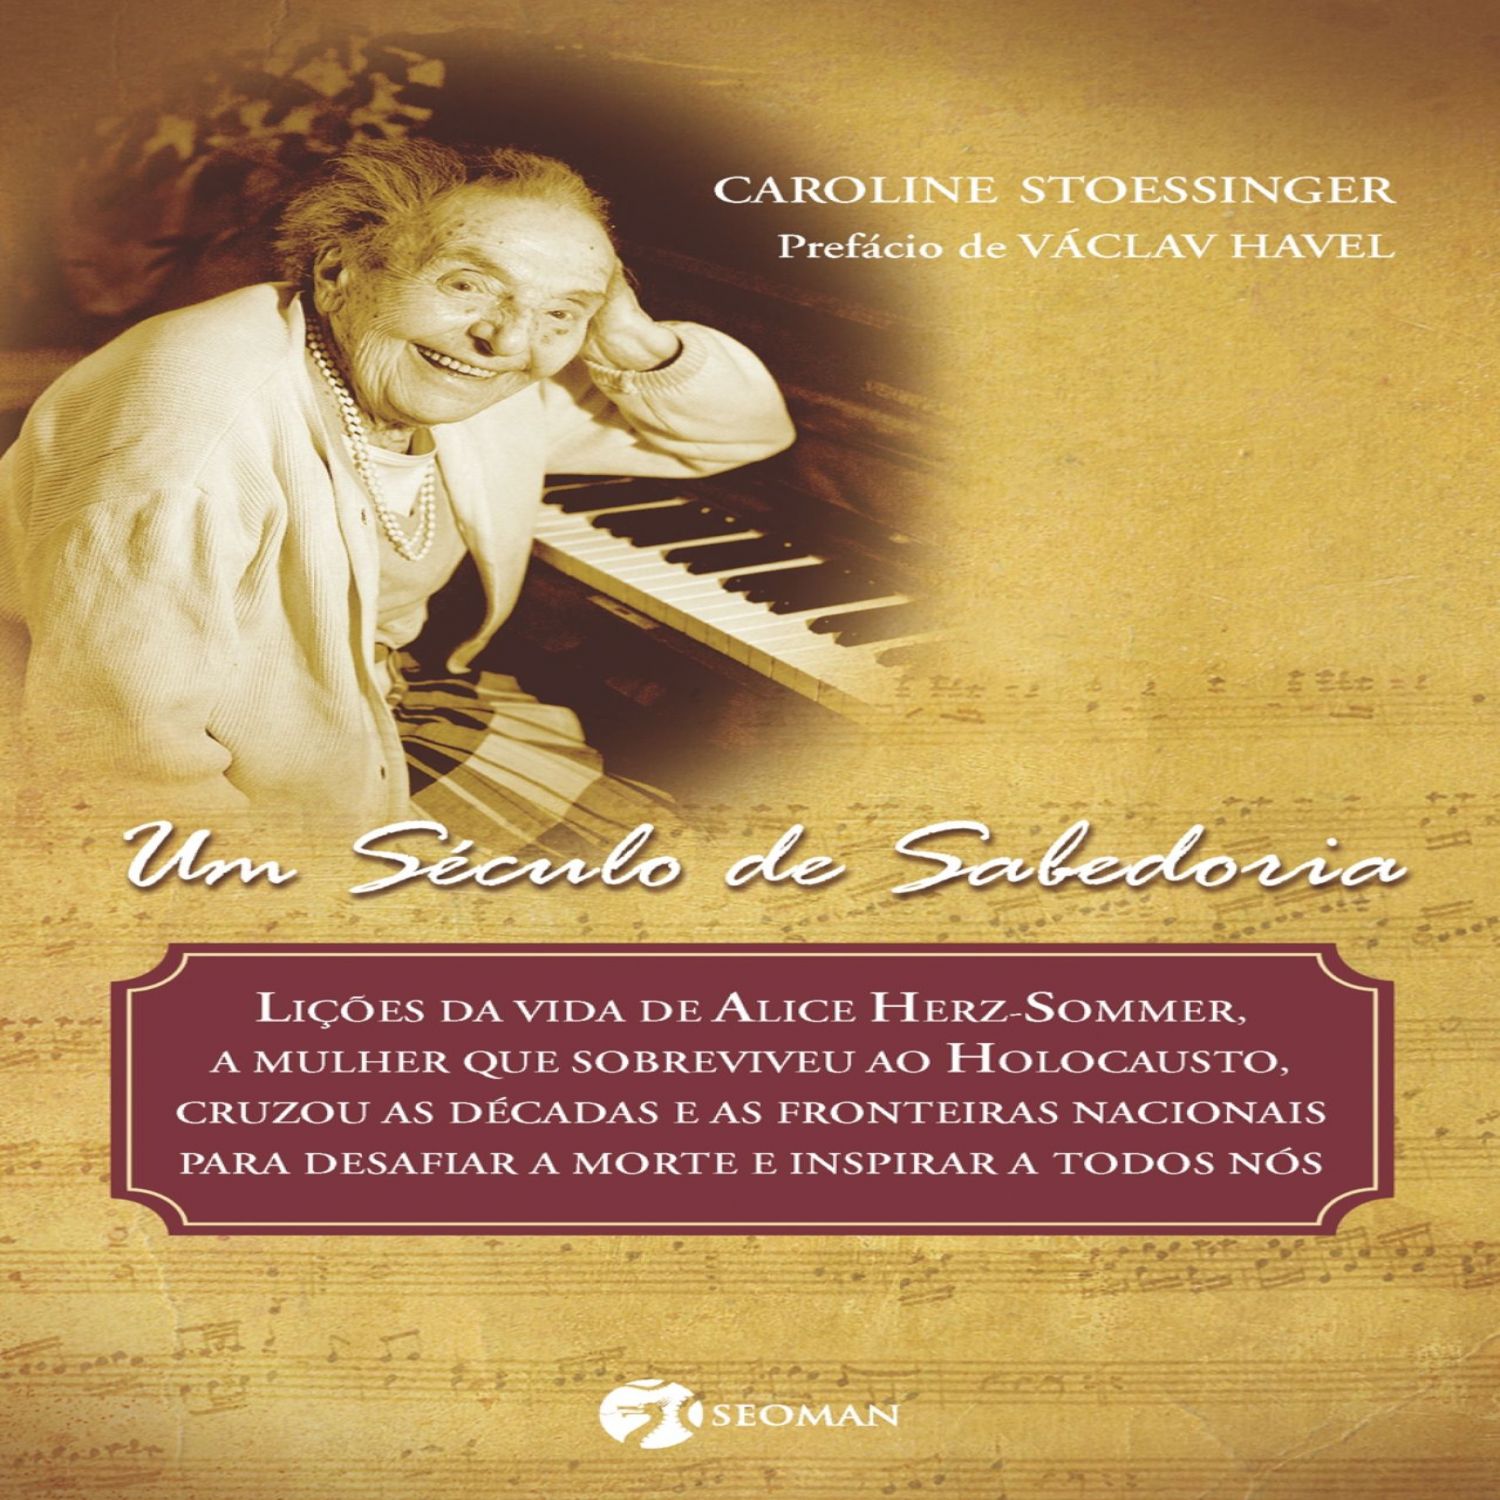 CAROLINE STOESSINGER
Prefácio de VÁCLAV HAVEL
Um Século de Sabedoria
LIÇÕES DA VIDA DE ALICE HERZ-SOMMER,
A MULHER QUE SOBREVIVEU AO HOLOCAUSTO,
CRUZOU AS DÉCADAS E AS FRONTEIRAS NACIONAIS
PARA DESAFIAR A MORTE E INSPIRAR A TODOS NÓS
SEOMAN